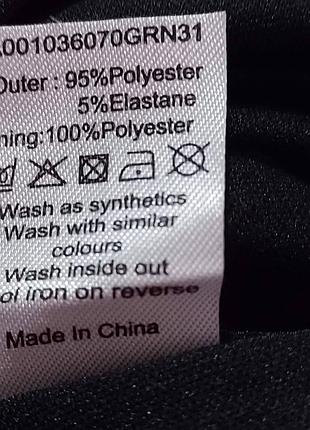 .001036070GRN31
Outer : 95%Polyester
5%Elastane
ning:100%Polyester
Wash as synthetics
Wash with similar
colours
Wash inside out
ol iron on reverse
Made in China